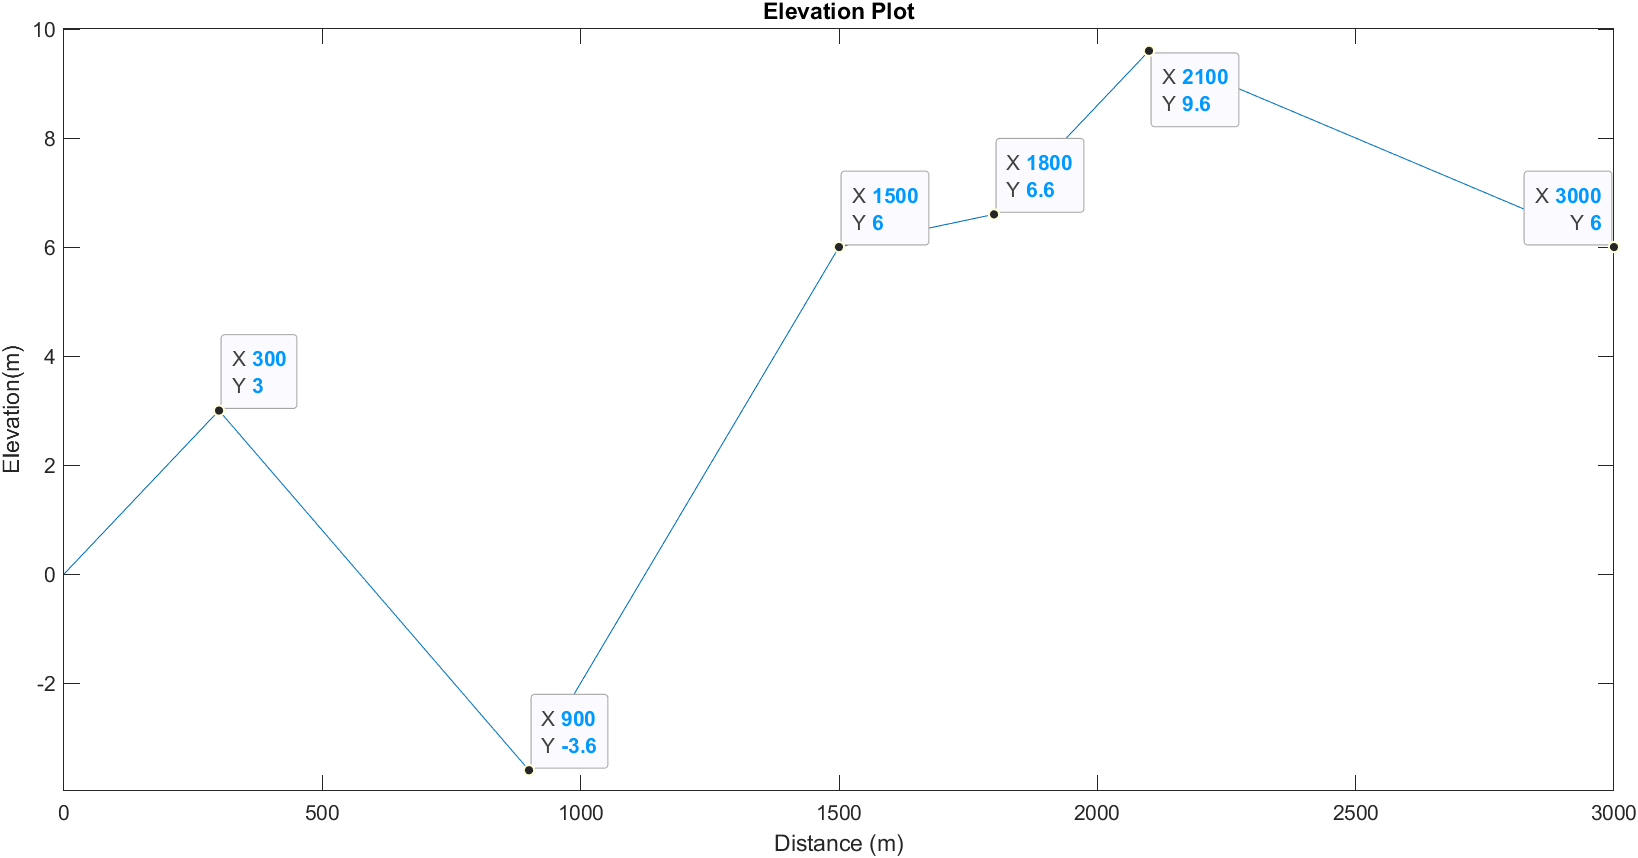 Elevation Plot
10
8
6
4
2
0
-2
Elevation(m)
X 300
Y 3
X 900
Y -3.6
X 1500
Y 6
X 1800
Y 6.6
X 2100
Y 9.6
X 3000
Y 6
0
500
1000
1500
2000
2500
3000
Distance (m)